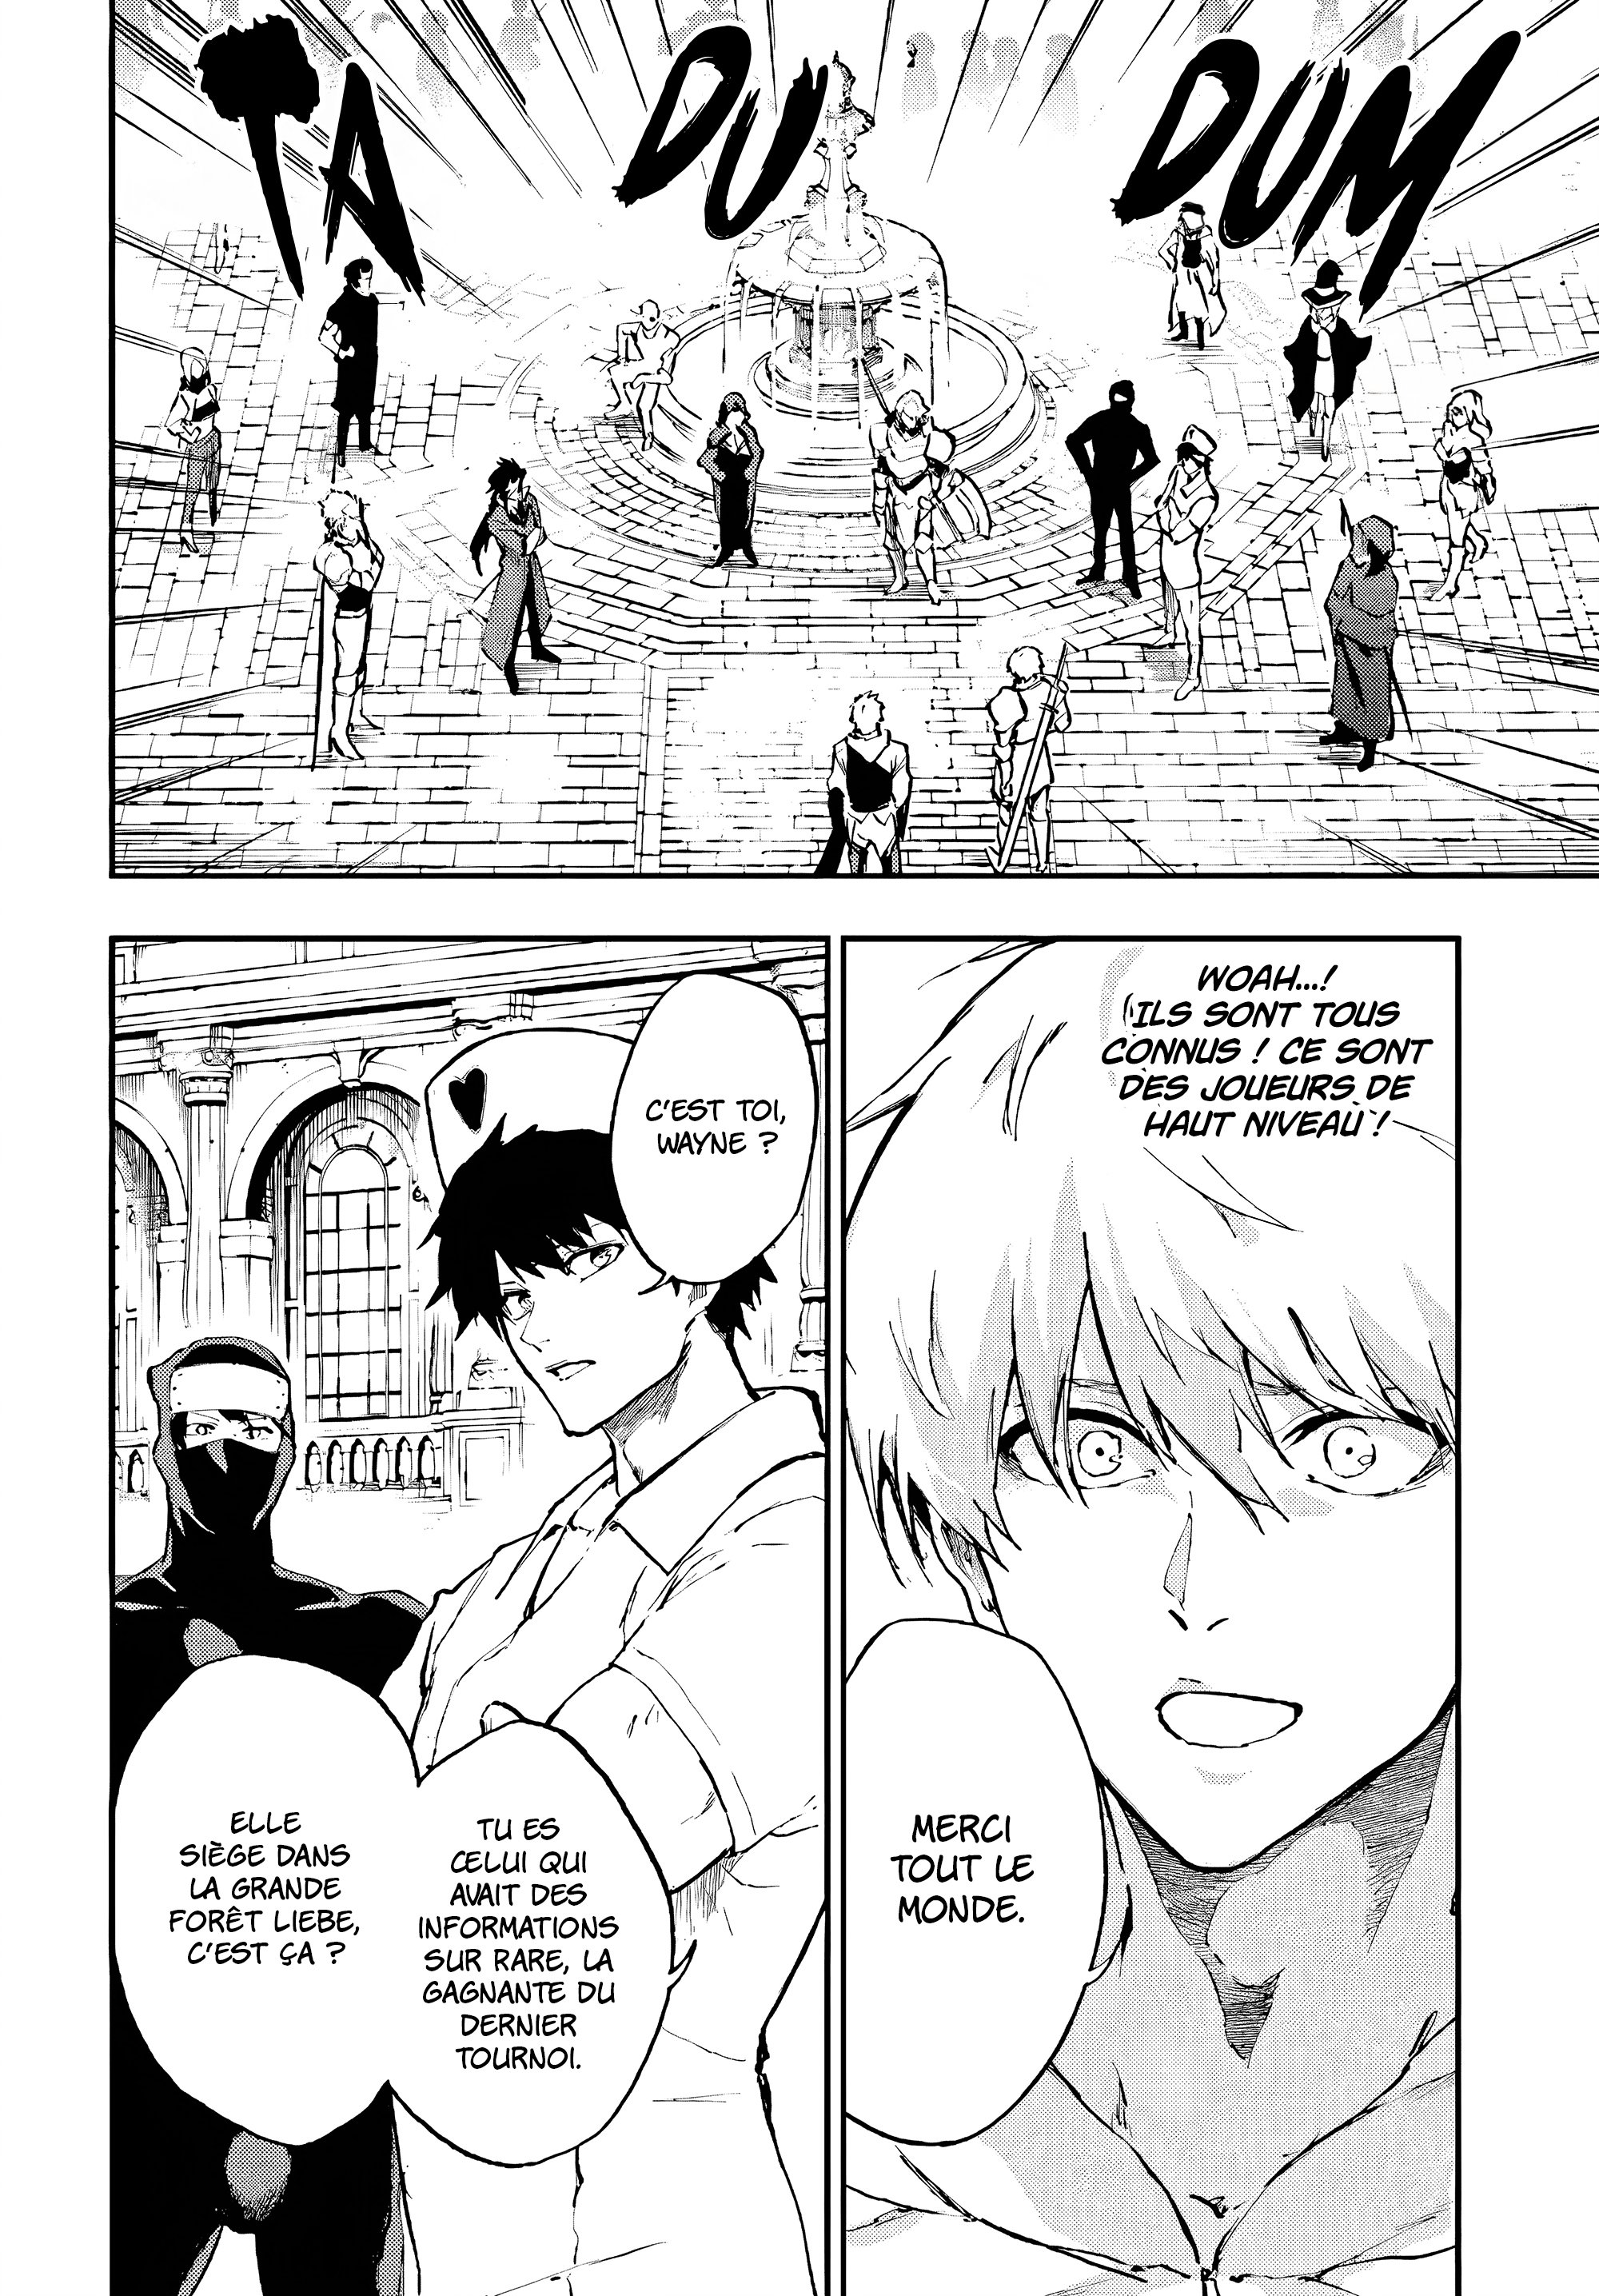 TA DU DUM
WOAH...!
ILS SONT TOUS
CONNUS ! CE SONT
DES JOUEURS DE
HAUT NIVEAU !
MERCI
TOUT LE
MONDE.
C'EST TOI,
WAYNE ?
TU ES
CELUI QUI
AVAIT DES
INFORMATIONS
SUR RARE, LA
GAGNANTE DU
DERNIER
TOURNOI.
ELLE
SIÈGE DANS
LA GRANDE
FORÊT LIEBE,
C'EST ÇA ?